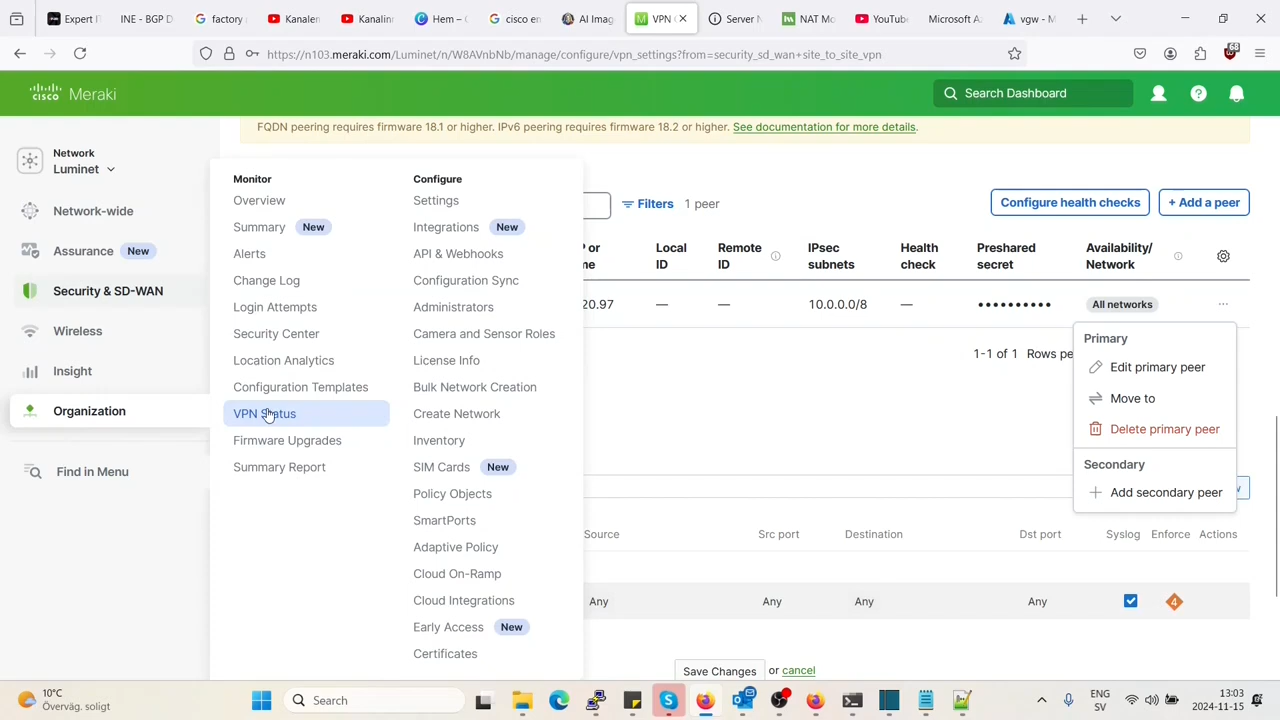 Expert F
INE - BGP D
factory
Kanalen
Kanalin
Hem – (
cisco en
AI Imag
VPN
Server N
NAT Mo
YouTube
Microsoft Az
vgw - M
https://n103.meraki.com/Luminet/n/W8AVnbNb/manage/configure/vpn_settings?from=security_sd_wan+site_to_site_vpn
68
CISCO Meraki
Search Dashboard
FQDN peering requires firmware 18.1 or higher. IPv6 peering requires firmware 18.2 or higher. See documentation for more details.
Network
Luminet
Network-wide
Assurance New
Security & SD-WAN
Wireless
Insight
Organization
Find in Menu
Monitor
Overview
Summary New
Alerts
Change Log
Login Attempts
Security Center
Location Analytics
Configuration Templates
VPN Status
Firmware Upgrades
Summary Report
Configure
Settings
Integrations New
API & Webhooks
Configuration Sync
Administrators
Camera and Sensor Roles
License Info
Bulk Network Creation
Create Network
Inventory
SIM Cards New
Policy Objects
SmartPorts
Adaptive Policy
Cloud On-Ramp
Cloud Integrations
Early Access New
Certificates
Filters 1 peer
Configure health checks
+ Add a peer
or Local Remote IPsec Health Preshared Availability/
ne ID ID subnets check secret Network
20.97 — — 10.0.0.0/8 — •••••••••• All networks ...
1-1 of 1 Rows pe
Primary
Edit primary peer
Move to
Delete primary peer
Secondary
Add secondary peer
Source Src port Destination Dst port Syslog Enforce Actions
Any Any Any Any 4
Save Changes or cancel
10°C
Överväg. soligt
Search
ENG
SV
13:03
2024-11-15